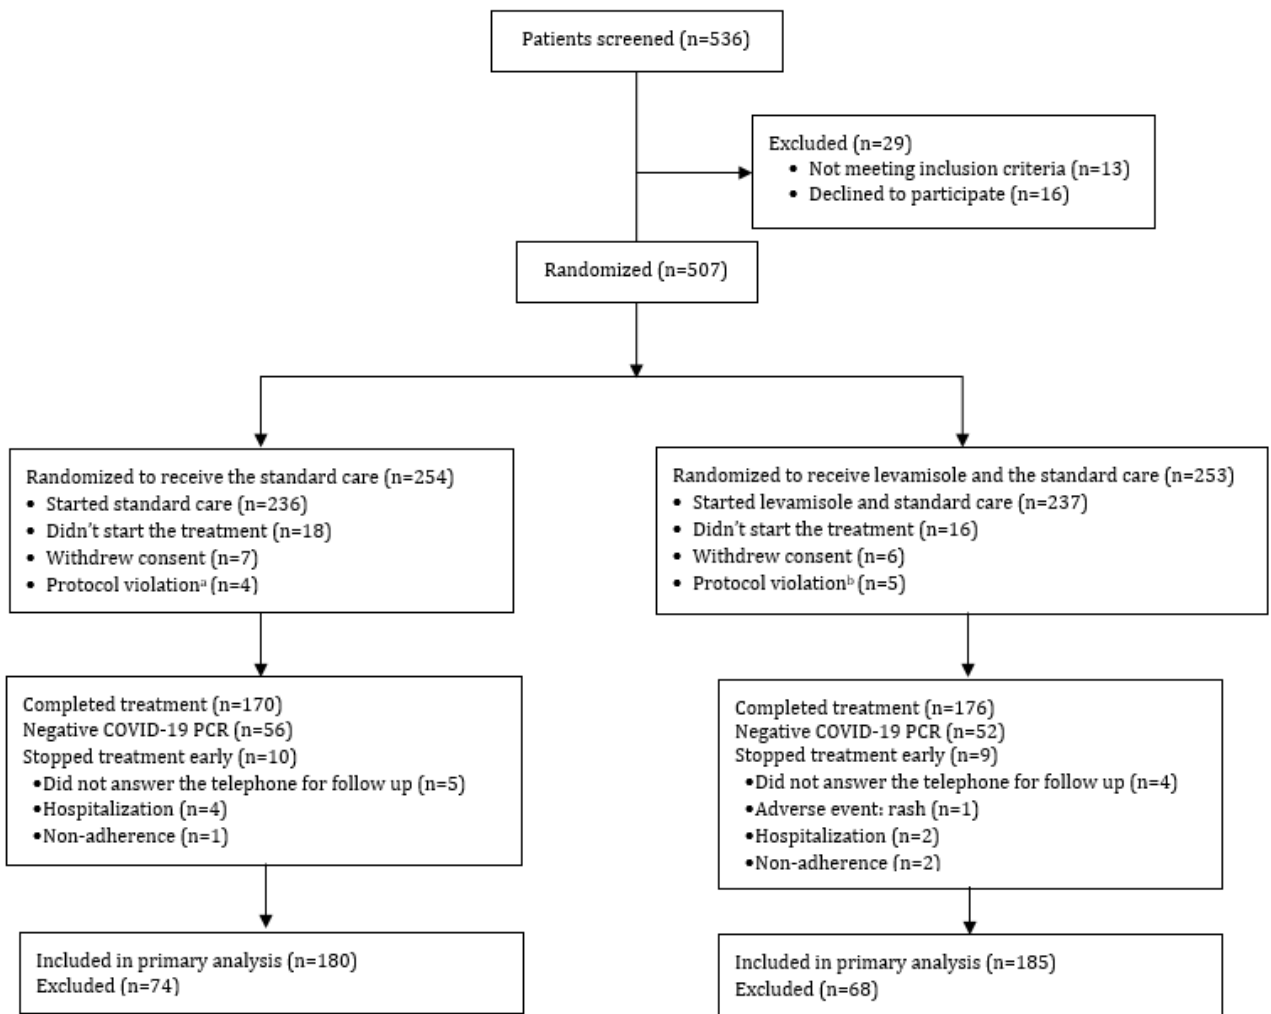 Patients screened (n=536)
Excluded (n=29)
• Not meeting inclusion criteria (n=13)
• Declined to participate (n=16)
Randomized (n=507)
Randomized to receive the standard care (n=254)
• Started standard care (n=236)
• Didn't start the treatment (n=18)
• Withdrew consent (n=7)
• Protocol violationᵃ (n=4)
Randomized to receive levamisole and the standard care (n=253)
• Started levamisole and standard care (n=237)
• Didn't start the treatment (n=16)
• Withdrew consent (n=6)
• Protocol violationᵇ (n=5)
Completed treatment (n=170)
Negative COVID-19 PCR (n=56)
Stopped treatment early (n=10)
•Did not answer the telephone for follow up (n=5)
•Hospitalization (n=4)
•Non-adherence (n=1)
Completed treatment (n=176)
Negative COVID-19 PCR (n=52)
Stopped treatment early (n=9)
•Did not answer the telephone for follow up (n=4)
•Adverse event: rash (n=1)
•Hospitalization (n=2)
•Non-adherence (n=2)
Included in primary analysis (n=180)
Excluded (n=74)
Included in primary analysis (n=185)
Excluded (n=68)